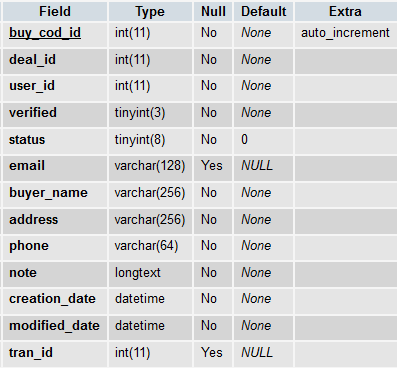 Field Type Null Default Extra
buy_cod_id int(11) No None auto_increment
deal_id int(11) No None
user_id int(11) No None
verified tinyint(3) No None
status tinyint(8) No 0
email varchar(128) Yes NULL
buyer_name varchar(256) No None
address varchar(256) No None
phone varchar(64) No None
note longtext No None
creation_date datetime No None
modified_date datetime No None
tran_id int(11) Yes NULL